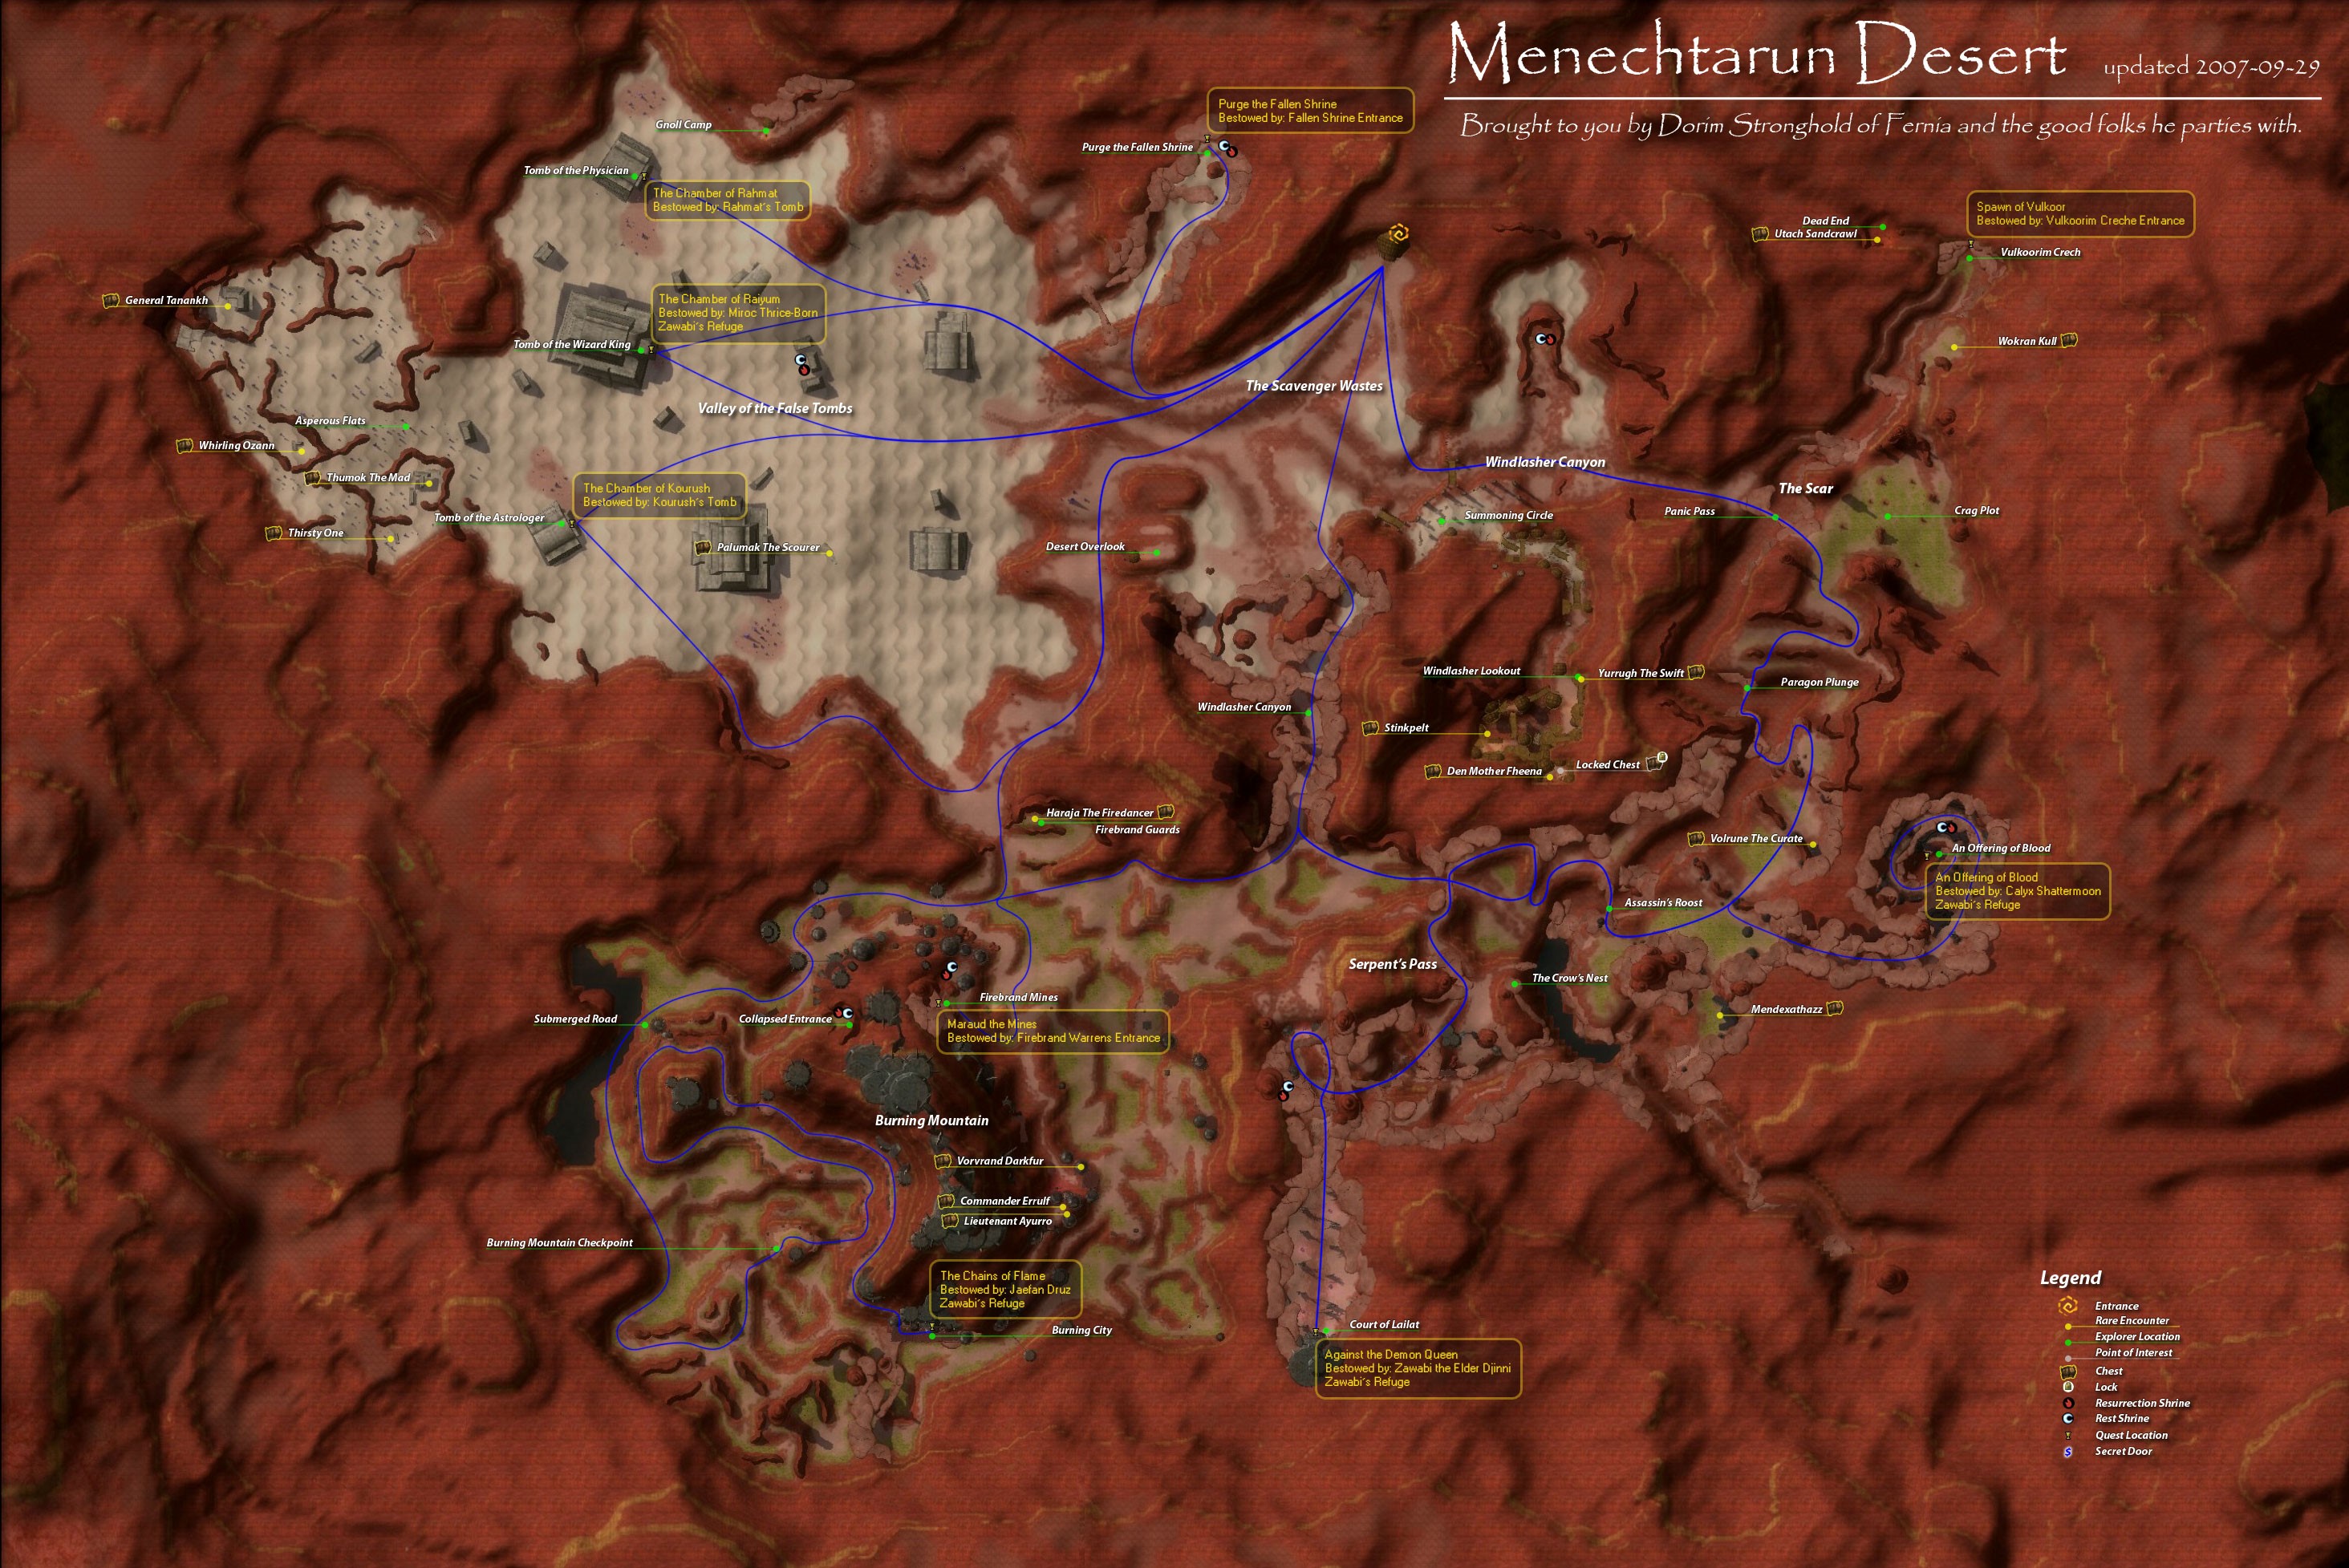 Menechtarun Desert updated 2007-09-29
Brought to you by Dorim Stronghold of Fernia and the good folks he parties with.
Purge the Fallen Shrine
Bestowed by: Fallen Shrine Entrance
Gnoll Camp
Purge the Fallen Shrine
Tomb of the Physician
The Chamber of Rahmat
Bestowed by: Rahmat's Tomb
Dead End
Utach Sandcrawl
Spawn of Vulkoor
Bestowed by: Vulkoorim Creche Entrance
Vulkoorim Crech
General Tanankh
The Chamber of Raiyum
Bestowed by: Miroc Thrice-Born
Zawabi's Refuge
Tomb of the Wizard King
Wokran Kull
The Scavenger Wastes
Valley of the False Tombs
Asperous Flats
Whirling Ozann
Windlasher Canyon
Thumok The Mad
The Scar
The Chamber of Kourush
Bestowed by: Kourush's Tomb
Tomb of the Astrologer
Summoning Circle
Panic Pass
Crag Plot
Thirsty One
Palumak The Scourer
Desert Overlook
Windlasher Lookout
Yurrugh The Swift
Paragon Plunge
Windlasher Canyon
Stinkpelt
Den Mother Fheena
Locked Chest
Haraja The Firedancer
Firebrand Guards
Volrune The Curate
An Offering of Blood
An Offering of Blood
Bestowed by: Calyx Shattermoon
Zawabi's Refuge
Assassin's Roost
Serpent's Pass
The Crow's Nest
Firebrand Mines
Mendexathazz
Submerged Road
Collapsed Entrance
Maraud the Mines
Bestowed by: Firebrand Warrens Entrance
Burning Mountain
Vorvrand Darkfur
Commander Errulf
Lieutenant Ayurro
Burning Mountain Checkpoint
The Chains of Flame
Bestowed by: Jaefan Druz
Zawabi's Refuge
Burning City
Court of Lailat
Against the Demon Queen
Bestowed by: Zawabi the Elder Djinni
Zawabi's Refuge
Legend
Entrance
Rare Encounter
Explorer Location
Point of Interest
Chest
Lock
Resurrection Shrine
Rest Shrine
Quest Location
Secret Door